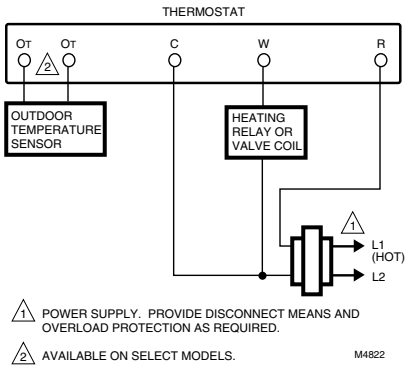 THERMOSTAT
OT OT C W R
2
OUTDOOR
TEMPERATURE
SENSOR
HEATING
RELAY OR
VALVE COIL
1
L1
(HOT)
L2
1 POWER SUPPLY. PROVIDE DISCONNECT MEANS AND
OVERLOAD PROTECTION AS REQUIRED.
2 AVAILABLE ON SELECT MODELS.
M4822